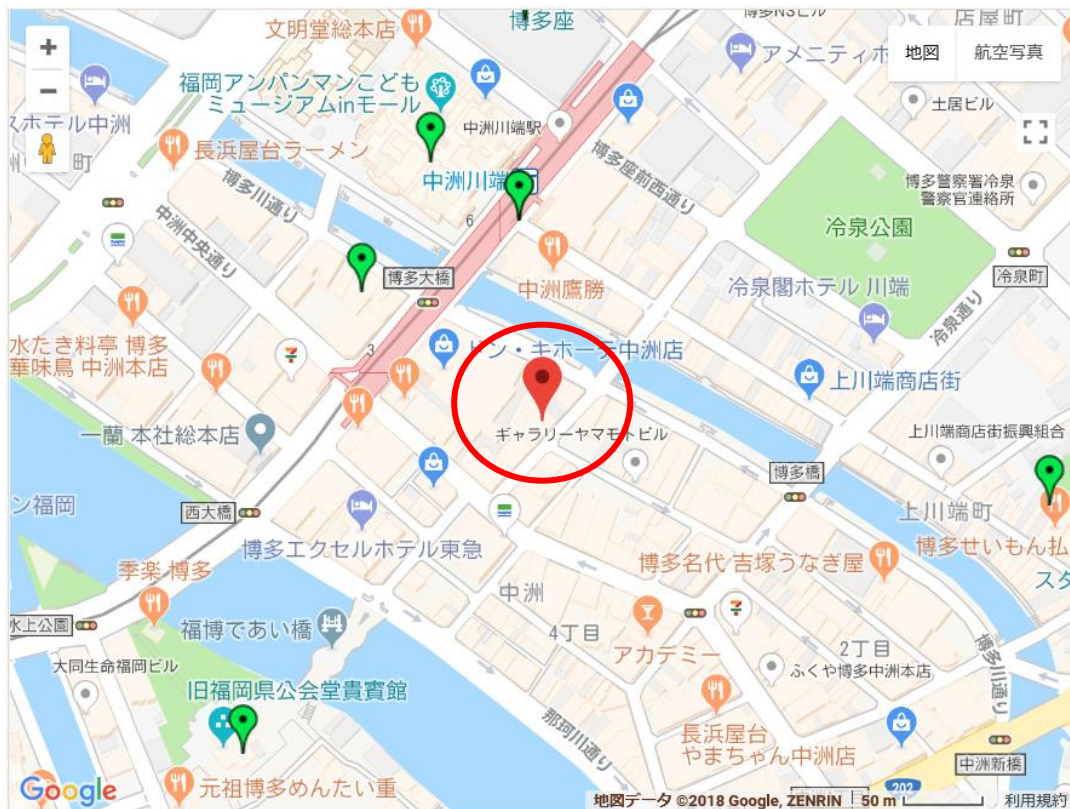 博多座
博多N3ビル
店屋町
文明堂総本店
アメニティホ
地図
航空写真
福岡アンパンマンこども
ミュージアムinモール
土居ビル
スホテル中洲
町
長浜屋台ラーメン
中洲川端駅
博多座前西通り
中洲川端
博多川通り
博多警察署冷泉
警察官連絡所
中洲中央通り
6
冷泉公園
博多大橋
中洲鷹勝
冷泉閣ホテル 川端
冷泉町
冷泉通り
水たき料亭 博多
華味鳥 中洲本店
3
ドン・キホーテ中洲店
上川端商店街
一蘭 本社総本店
ギャラリーヤマモトビル
上川端商店街振興組合
博多橋
ン福岡
西大橋
上川端町
博多エクセルホテル東急
博多せいもん払
季楽 博多
博多名代 吉塚うなぎ屋
スタ
中洲
水上公園
福博であい橋
4丁目
アカデミー
2丁目
博多川通り
大同生命福岡ビル
ふくや博多中洲本店
旧福岡県公会堂貴賓館
那珂川通り
長浜屋台
やまちゃん中洲店
中洲新橋
元祖博多めんたい重
202
Google
地図データ ©2018 Google, ZENRIN
50 m
利用規約